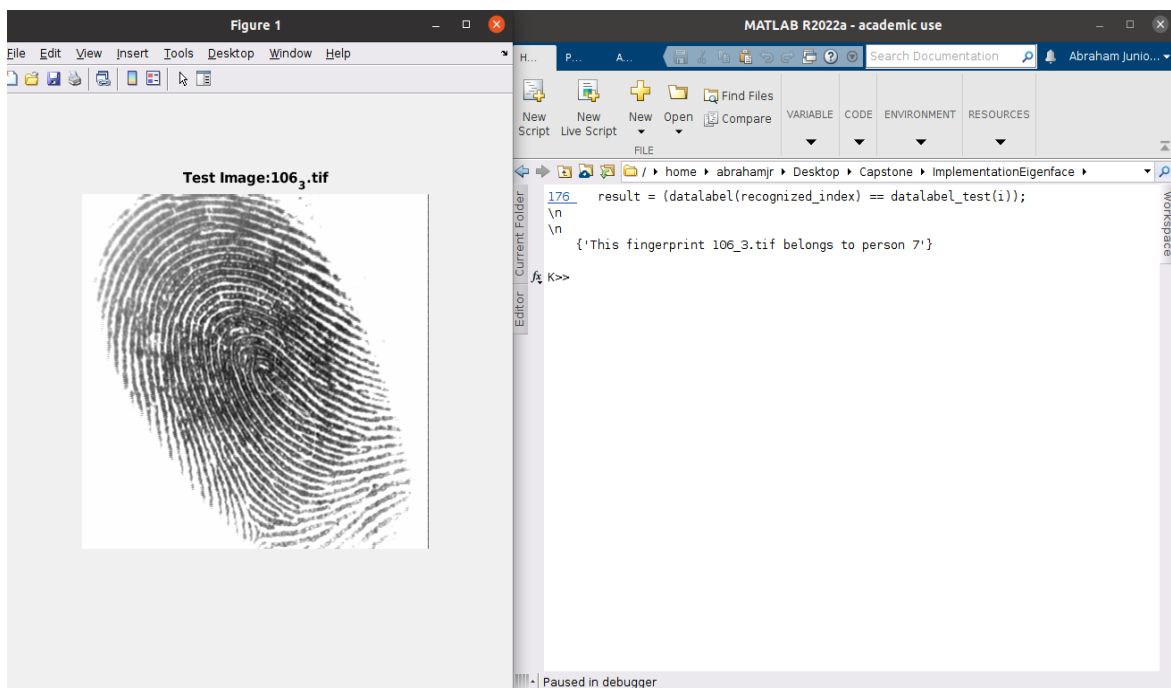 Figure 1
File Edit View Insert Tools Desktop Window Help
Test Image:106_3.tif
MATLAB R2022a - academic use
H... P... A... Search Documentation Abraham Junio...
New Script
New Live Script
New
Open
Find Files
Compare
FILE
VARIABLE
CODE
ENVIRONMENT
RESOURCES
/ home abrahamjr Desktop Capstone ImplementationEigenface
Current Folder
Editor
Workspace
176 result = (datalabel(recognized_index) == datalabel_test(i));
\n
\n
{'This fingerprint 106_3.tif belongs to person 7'}
fx K>>
Paused in debugger